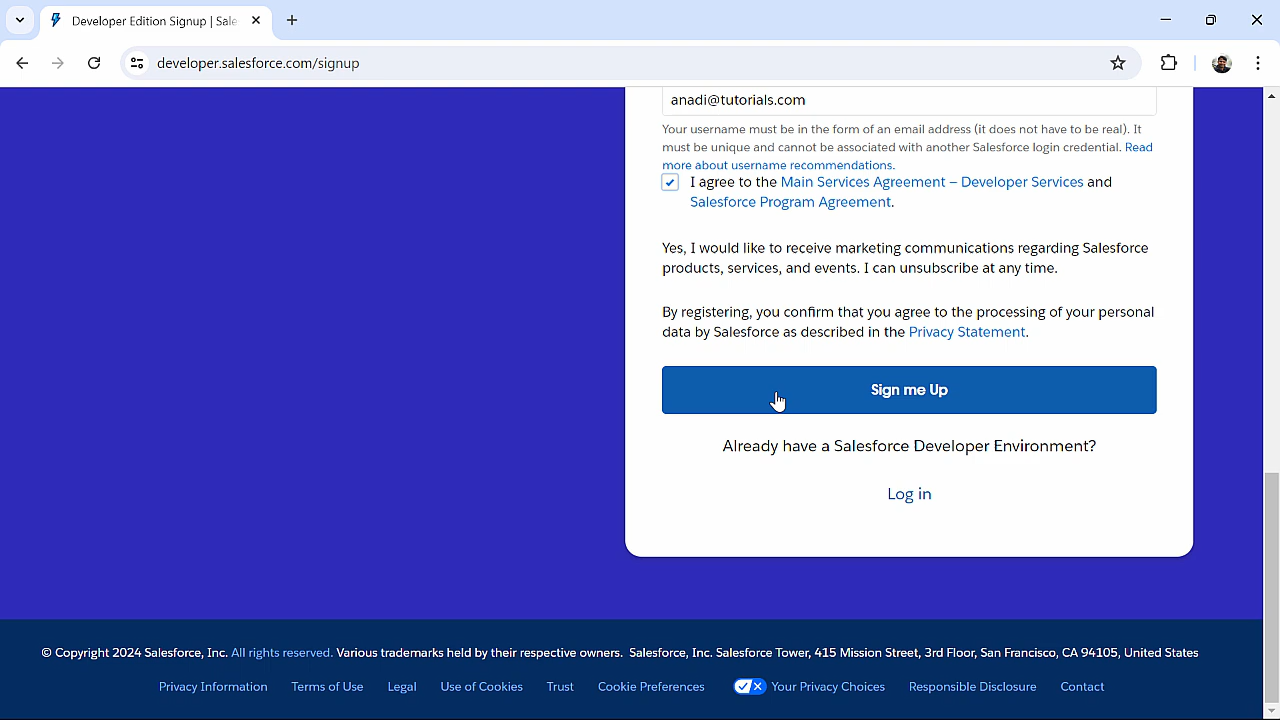 Developer Edition Signup | Sale
developer.salesforce.com/signup
anadi@tutorials.com
Your username must be in the form of an email address (it does not have to be real). It
must be unique and cannot be associated with another Salesforce login credential. Read
more about username recommendations.
I agree to the Main Services Agreement – Developer Services and
Salesforce Program Agreement.
Yes, I would like to receive marketing communications regarding Salesforce
products, services, and events. I can unsubscribe at any time.
By registering, you confirm that you agree to the processing of your personal
data by Salesforce as described in the Privacy Statement.
Sign me Up
Already have a Salesforce Developer Environment?
Log in
© Copyright 2024 Salesforce, Inc. All rights reserved. Various trademarks held by their respective owners. Salesforce, Inc. Salesforce Tower, 415 Mission Street, 3rd Floor, San Francisco, CA 94105, United States
Privacy Information Terms of Use Legal Use of Cookies Trust Cookie Preferences Your Privacy Choices Responsible Disclosure Contact